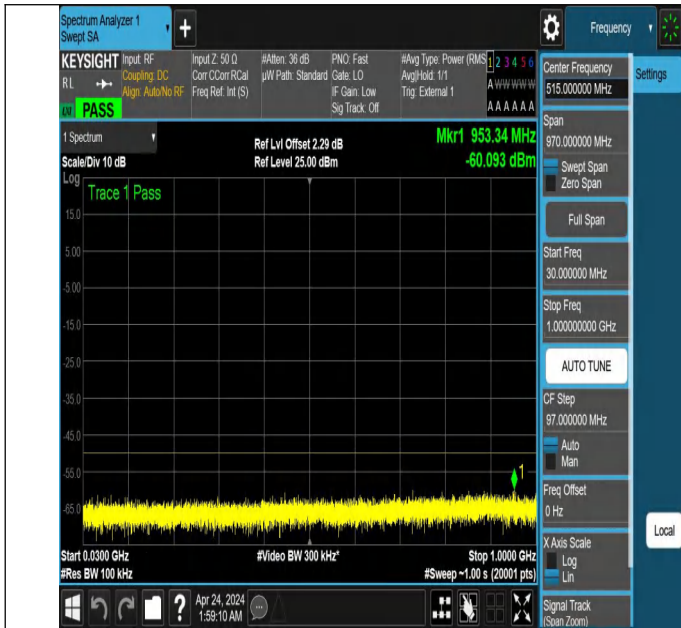 Spectrum Analyzer 1
Swept SA
+
Frequency
KEYSIGHT
RL
PASS
Input: RF
Coupling: DC
Align: Auto/No RF
Input Z: 50 Ω
Corr CCorr RCal
Freq Ref: Int (S)
#Atten: 36 dB
µW Path: Standard
PNO: Fast
Gate: LO
IF Gain: Low
Sig Track: Off
#Avg Type: Power (RMS
Avg|Hold: 1/1
Trig: External 1
1 2 3 4 5 6
A W W W W W
A A A A A A
Center Frequency
515.000000 MHz
Settings
1 Spectrum
Scale/Div 10 dB
Ref Lvl Offset 2.29 dB
Ref Level 25.00 dBm
Mkr1 953.34 MHz
-60.093 dBm
Span
970.000000 MHz
Swept Span
Zero Span
Full Span
Start Freq
30.000000 MHz
Stop Freq
1.000000000 GHz
AUTO TUNE
CF Step
97.000000 MHz
Auto
Man
Freq Offset
0 Hz
X Axis Scale
Log
Lin
Signal Track
(Span Zoom)
Local
Log
Trace 1 Pass
15.0
5.00
-5.00
-15.0
-25.0
-35.0
-45.0
-55.0
-65.0
1
Start 0.0300 GHz
#Res BW 100 kHz
#Video BW 300 kHz*
Stop 1.0000 GHz
#Sweep ~1.00 s (20001 pts)
?
Apr 24, 2024
1:59:10 AM